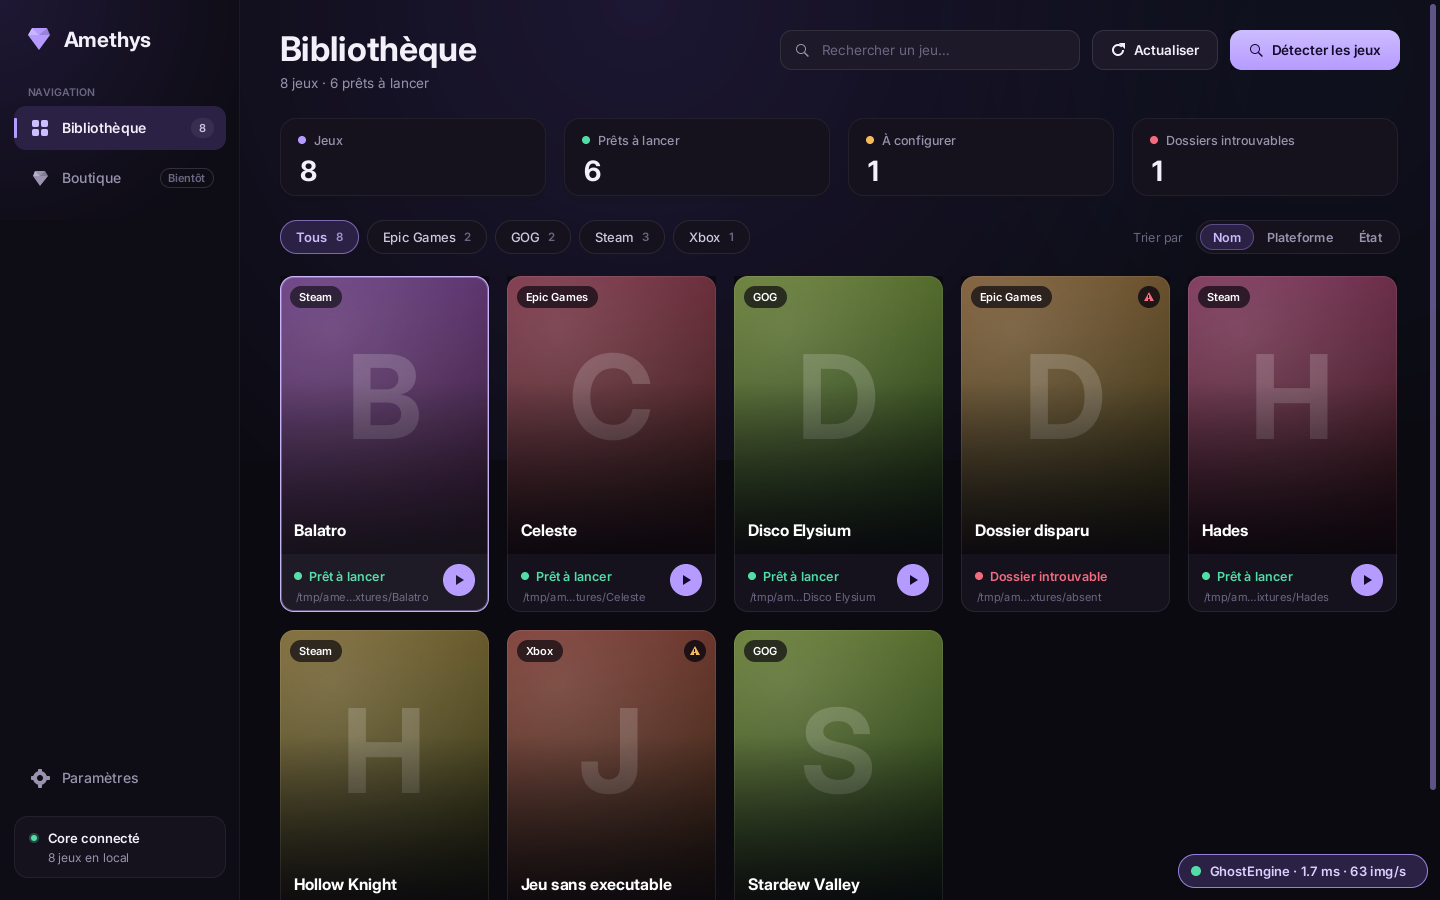 Amethys
NAVIGATION
Bibliothèque 8
Boutique Bientôt
Paramètres
Core connecté
8 jeux en local
Bibliothèque
8 jeux · 6 prêts à lancer
Rechercher un jeu...
Actualiser
Détecter les jeux
Jeux
8
Prêts à lancer
6
À configurer
1
Dossiers introuvables
1
Tous 8
Epic Games 2
GOG 2
Steam 3
Xbox 1
Trier par
Nom
Plateforme
État
Steam
B
Balatro
Prêt à lancer
/tmp/ame...xtures/Balatro
Epic Games
C
Celeste
Prêt à lancer
/tmp/am...tures/Celeste
GOG
D
Disco Elysium
Prêt à lancer
/tmp/am...Disco Elysium
Epic Games
D
Dossier disparu
Dossier introuvable
/tmp/am...xtures/absent
Steam
H
Hades
Prêt à lancer
/tmp/am...ixtures/Hades
Steam
H
Hollow Knight
Xbox
J
Jeu sans executable
GOG
S
Stardew Valley
GhostEngine · 1.7 ms · 63 img/s